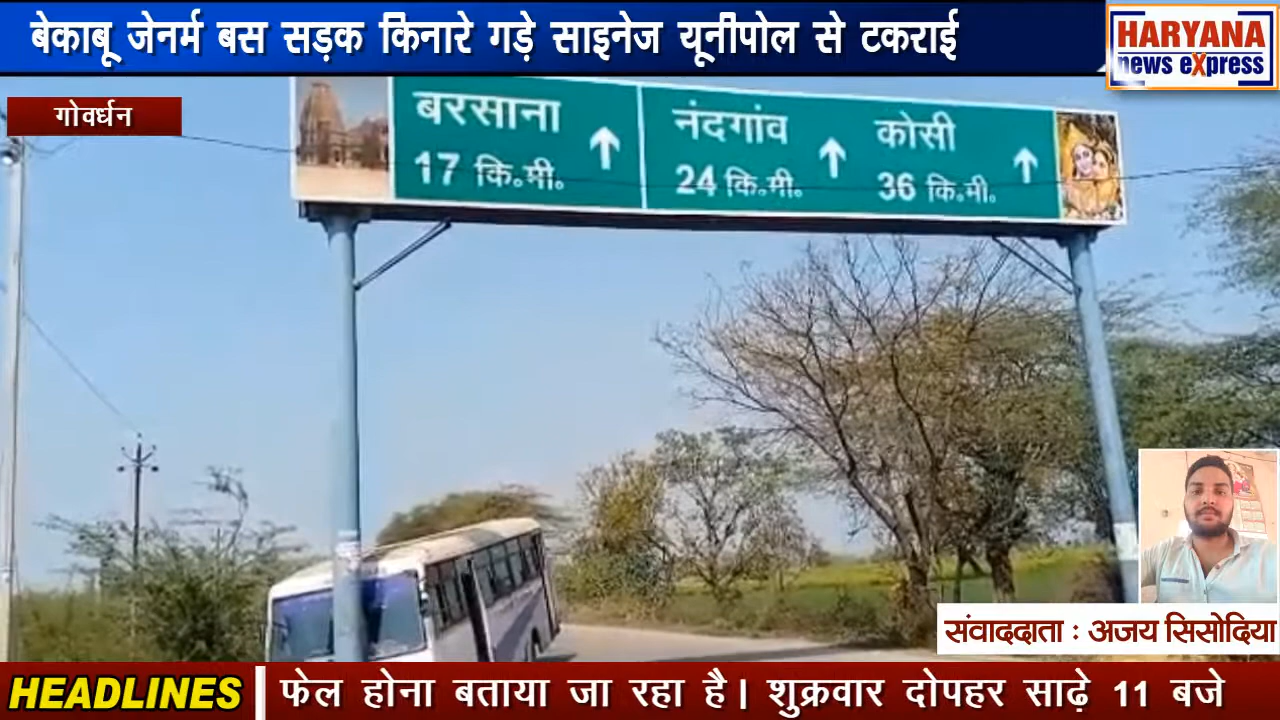 बेकाबू जेनर्म बस सड़क किनारे गड़े साइनेज यूनीपोल से टकराई
HARYANA
news eXpress
गोवर्धन
बरसाना
17 कि॰मी॰
नंदगांव
24 कि॰मी॰
कोसी
36 कि॰मी॰
संवाददाता : अजय सिसोदिया
HEADLINES
फेल होना बताया जा रहा है। शुक्रवार दोपहर साढ़े 11 बजे